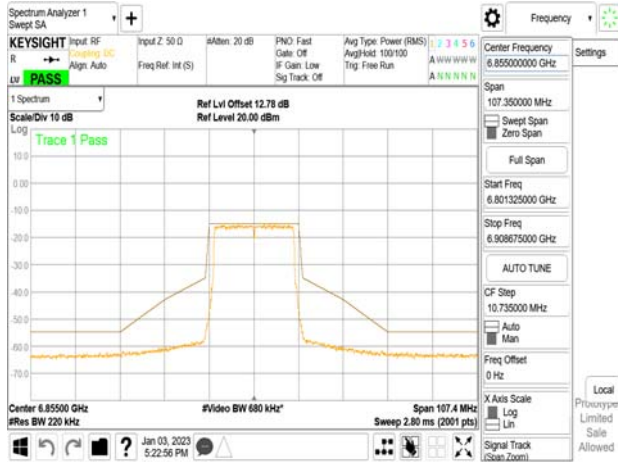 Spectrum Analyzer 1
Swept SA
+
Frequency
KEYSIGHT
Input: RF
Coupling: DC
Align: Auto
Input Z: 50 Ω
Freq Ref: Int (S)
#Atten: 20 dB
PNO: Fast
Gate: Off
IF Gain: Low
Sig Track: Off
Avg Type: Power (RMS)
Avg|Hold: 100/100
Trig: Free Run
1 2 3 4 5 6
A W W W W W
A N N N N N
R
LV PASS
1 Spectrum
Scale/Div 10 dB
Ref Lvl Offset 12.78 dB
Ref Level 20.00 dBm
Log
Trace 1 Pass
10.0
0.00
-10.0
-20.0
-30.0
-40.0
-50.0
-60.0
-70.0
Center 6.85500 GHz
#Res BW 220 kHz
#Video BW 680 kHz*
Span 107.4 MHz
Sweep 2.80 ms (2001 pts)
Jan 03, 2023
5:22:56 PM
?
Center Frequency
6.855000000 GHz
Settings
Span
107.350000 MHz
Swept Span
Zero Span
Full Span
Start Freq
6.801325000 GHz
Stop Freq
6.908675000 GHz
AUTO TUNE
CF Step
10.735000 MHz
Auto
Man
Freq Offset
0 Hz
X Axis Scale
Log
Lin
Signal Track
(Span Zoom)
Local
Prototype
Limited
Sale
Allowed